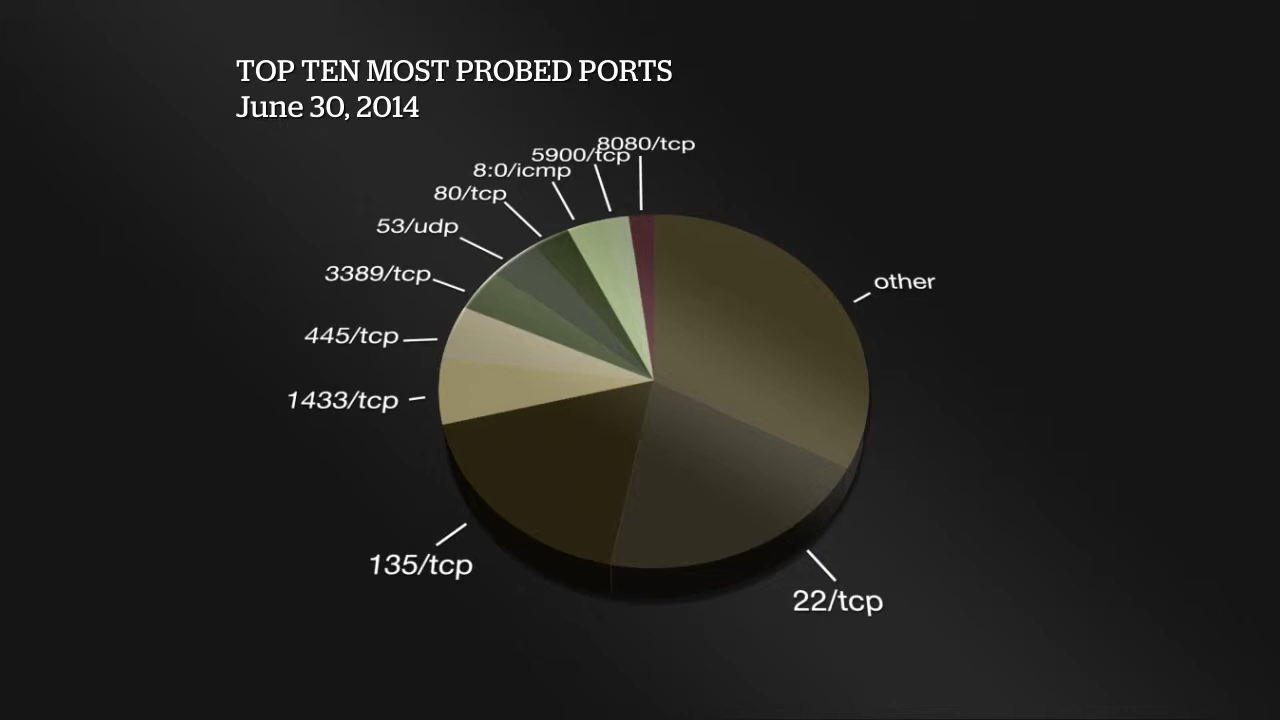 TOP TEN MOST PROBED PORTS
June 30, 2014
8080/tcp
5900/tcp
8:0/icmp
80/tcp
53/udp
3389/tcp
other
445/tcp
1433/tcp
135/tcp
22/tcp